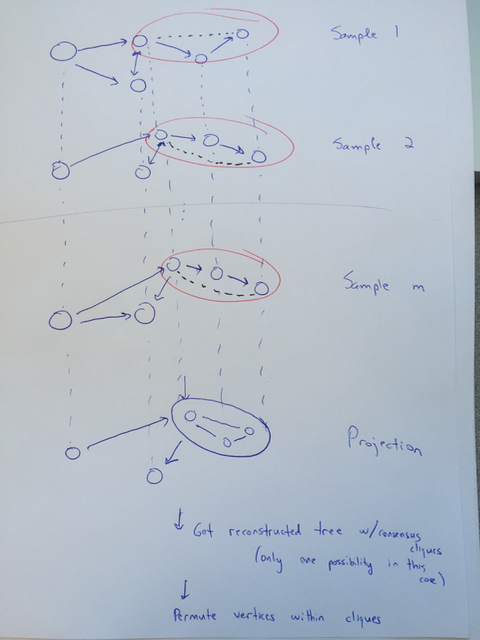 Sample 1
Sample 2
Sample m
Projection
Get reconstructed tree w/consensus
cliques
(only one possibility in this
case)
Permute vertices within cliques